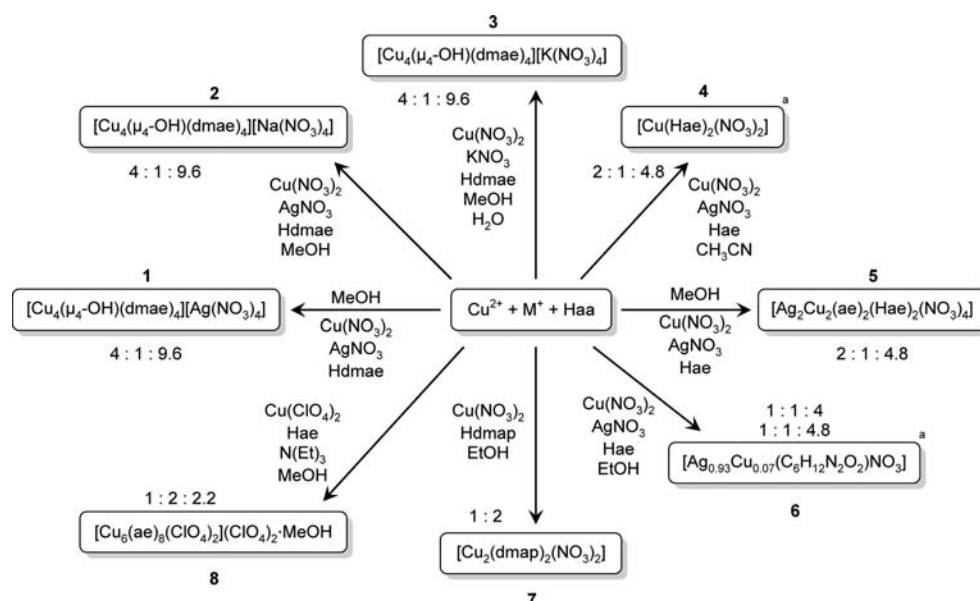 3
[Cu4(μ4-OH)(dmae)4][K(NO3)4]
4 : 1 : 9.6
Cu(NO3)2
KNO3
Hdmae
MeOH
H2O
2
[Cu4(μ4-OH)(dmae)4][Na(NO3)4]
4 : 1 : 9.6
Cu(NO3)2
AgNO3
Hdmae
MeOH
4
a
[Cu(Hae)2(NO3)2]
2 : 1 : 4.8
Cu(NO3)2
AgNO3
Hae
CH3CN
1
[Cu4(μ4-OH)(dmae)4][Ag(NO3)4]
4 : 1 : 9.6
MeOH
Cu(NO3)2
AgNO3
Hdmae
Cu2+ + M+ + Haa
MeOH
Cu(NO3)2
AgNO3
Hae
5
[Ag2Cu2(ae)2(Hae)2(NO3)4]
2 : 1 : 4.8
Cu(ClO4)2
Hae
N(Et)3
MeOH
1 : 2 : 2.2
[Cu6(ae)8(ClO4)2](ClO4)2·MeOH
8
Cu(NO3)2
Hdmap
EtOH
1 : 2
[Cu2(dmap)2(NO3)2]
7
Cu(NO3)2
AgNO3
Hae
EtOH
1 : 1 : 4
1 : 1 : 4.8
a
[Ag0.93Cu0.07(C6H12N2O2)NO3]
6